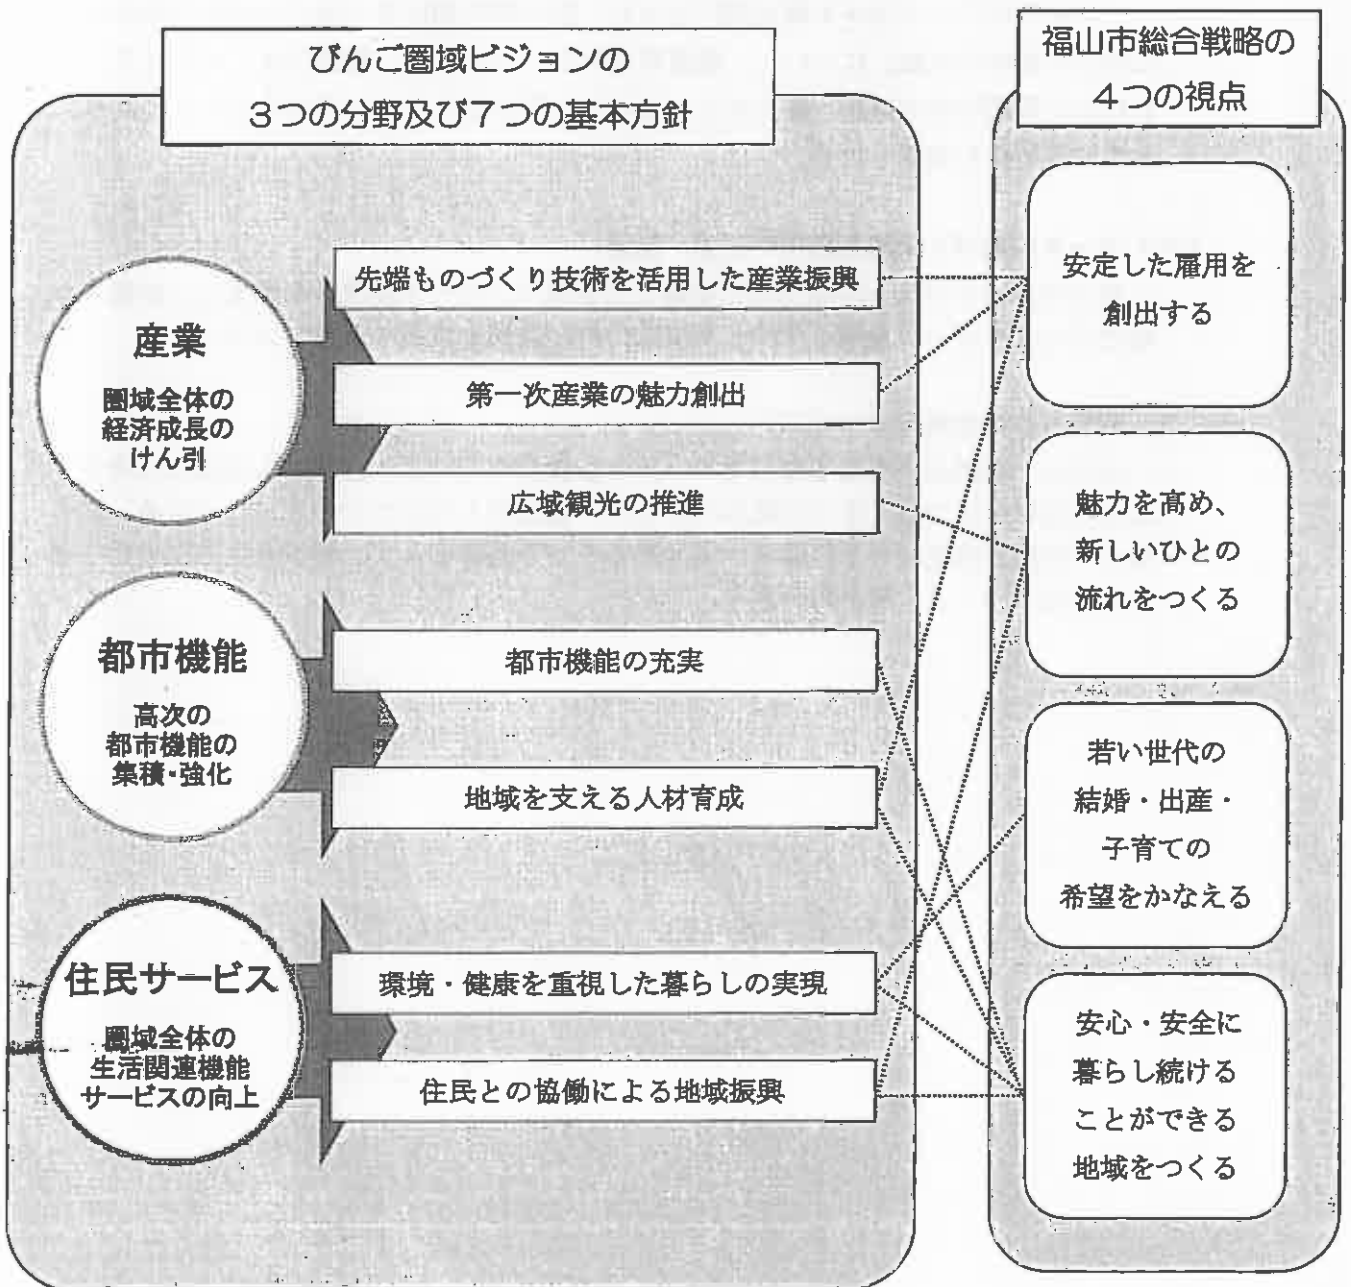 びんご圏域ビジョンの
3つの分野及び7つの基本方針
産業
圏域全体の
経済成長の
けん引
先端ものづくり技術を活用した産業振興
第一次産業の魅力創出
広域観光の推進
都市機能
高次の
都市機能の
集積・強化
都市機能の充実
地域を支える人材育成
住民サービス
圏域全体の
生活関連機能
サービスの向上
環境・健康を重視した暮らしの実現
住民との協働による地域振興
福山市総合戦略の
4つの視点
安定した雇用を
創出する
魅力を高め、
新しいひとの
流れをつくる
若い世代の
結婚・出産・
子育ての
希望をかなえる
安心・安全に
暮らし続ける
ことができる
地域をつくる